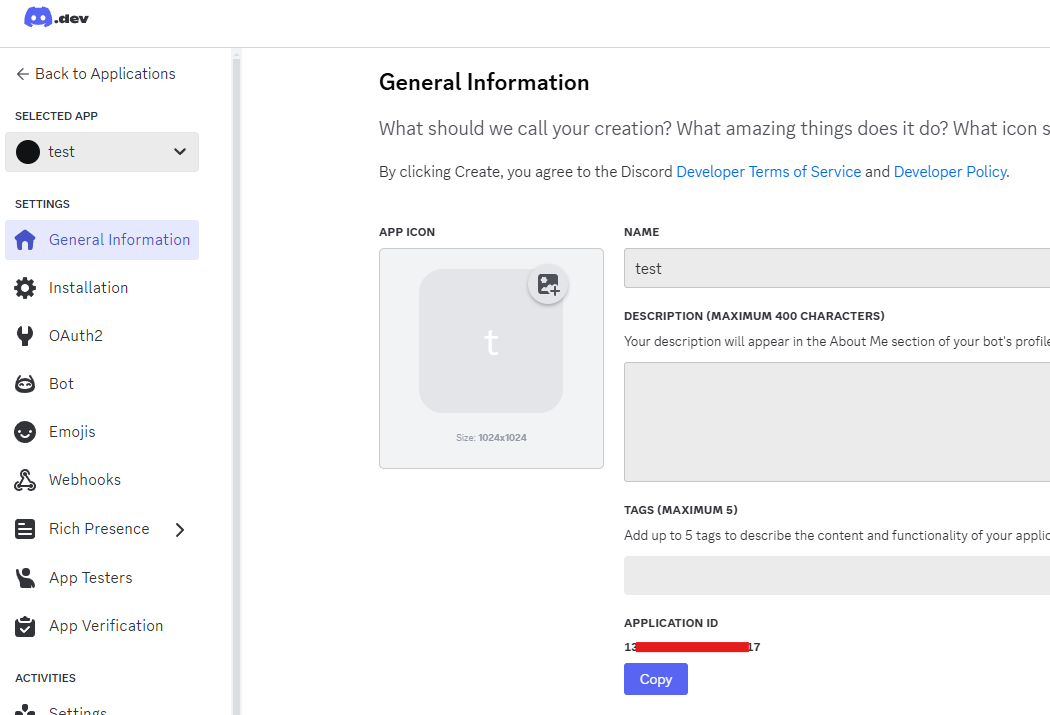 .dev
Back to Applications
SELECTED APP
test
SETTINGS
General Information
Installation
OAuth2
Bot
Emojis
Webhooks
Rich Presence
App Testers
App Verification
ACTIVITIES
Settings
General Information
What should we call your creation? What amazing things does it do? What icon s
By clicking Create, you agree to the Discord Developer Terms of Service and Developer Policy.
APP ICON
t
Size: 1024x1024
NAME
test
DESCRIPTION (MAXIMUM 400 CHARACTERS)
Your description will appear in the About Me section of your bot's profile
TAGS (MAXIMUM 5)
Add up to 5 tags to describe the content and functionality of your applic
APPLICATION ID
13 17
Copy